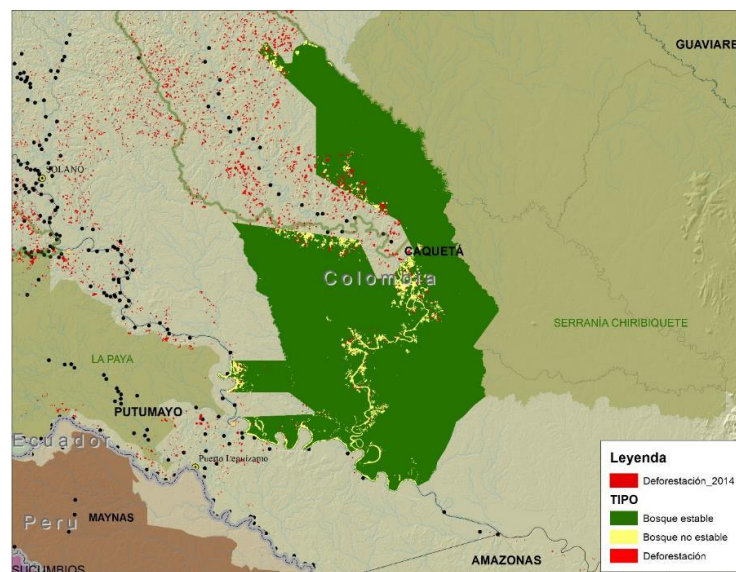 GUAVIARE
SOLANO
CAQUETÁ
Colombia
SERRANÍA CHIRIBIQUETE
LA PAYA
PUTUMAYO
Ecuador
Puerto Leguizamo
Perú
MAYNAS
SUCUMBIOS
AMAZONAS
Leyenda
Deforestación_2014
TIPO
Bosque estable
Bosque no estable
Deforestación